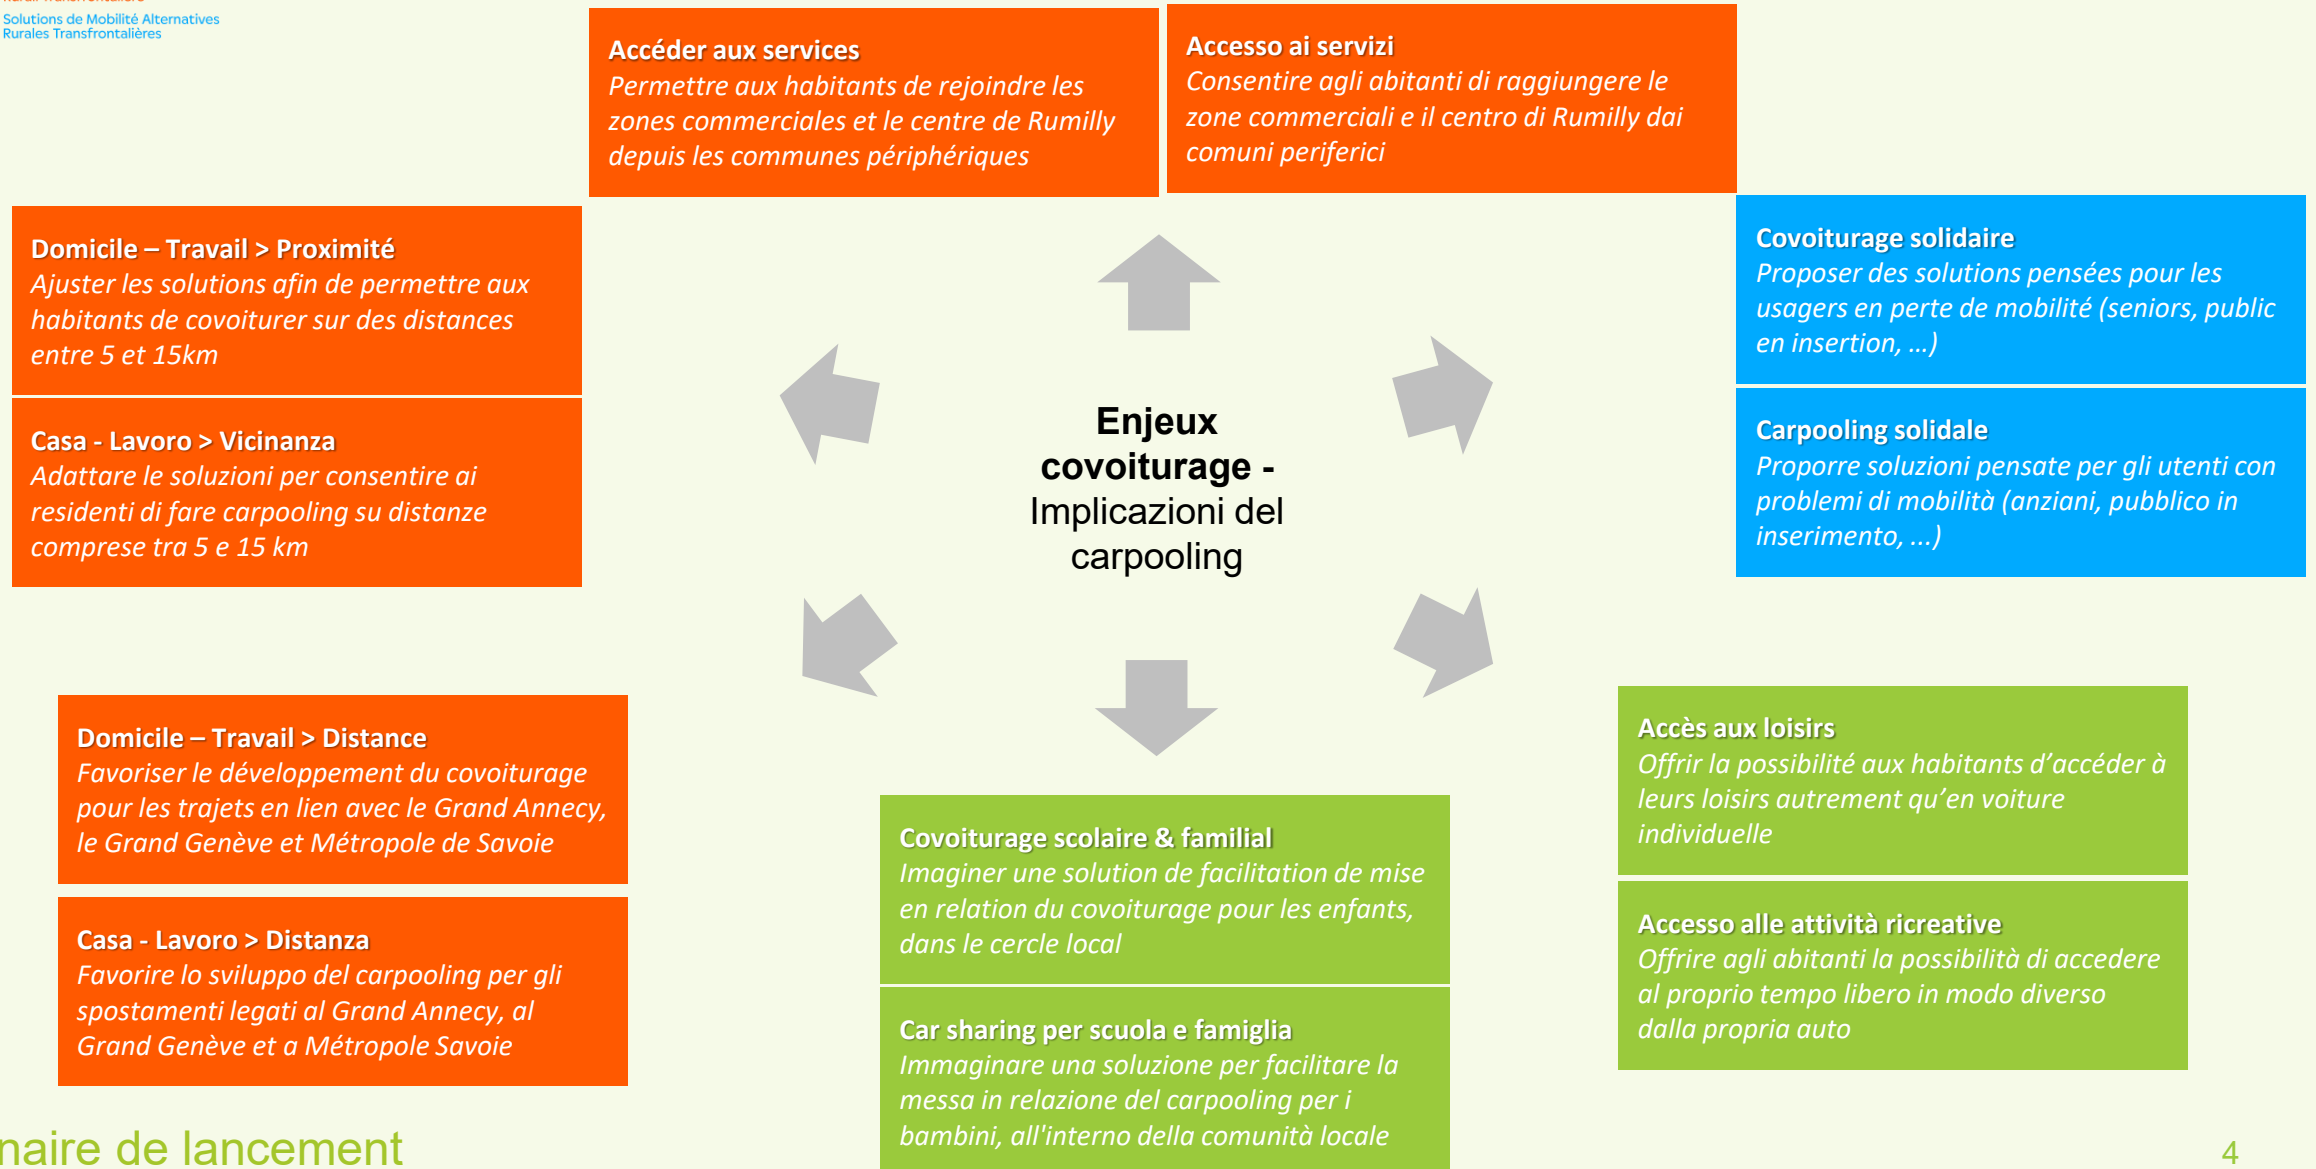 Solutions de Mobilité Alternatives
Rurales Transfrontalières
Accéder aux services
Permettre aux habitants de rejoindre les
zones commerciales et le centre de Rumilly
depuis les communes périphériques
Accesso ai servizi
Consentire agli abitanti di raggiungere le
zone commerciali e il centro di Rumilly dai
comuni periferici
Domicile – Travail > Proximité
Ajuster les solutions afin de permettre aux
habitants de covoiturer sur des distances
entre 5 et 15km
Casa - Lavoro > Vicinanza
Adattare le soluzioni per consentire ai
residenti di fare carpooling su distanze
comprese tra 5 e 15 km
Enjeux
covoiturage -
Implicazioni del
carpooling
Covoiturage solidaire
Proposer des solutions pensées pour les
usagers en perte de mobilité (seniors, public
en insertion, …)
Carpooling solidale
Proporre soluzioni pensate per gli utenti con
problemi di mobilità (anziani, pubblico in
inserimento, ...)
Domicile – Travail > Distance
Favoriser le développement du covoiturage
pour les trajets en lien avec le Grand Annecy,
le Grand Genève et Métropole de Savoie
Casa - Lavoro > Distanza
Favorire lo sviluppo del carpooling per gli
spostamenti legati al Grand Annecy, al
Grand Genève et a Métropole Savoie
Covoiturage scolaire & familial
Imaginer une solution de facilitation de mise
en relation du covoiturage pour les enfants,
dans le cercle local
Car sharing per scuola e famiglia
Immaginare una soluzione per facilitare la
messa in relazione del carpooling per i
bambini, all'interno della comunità locale
Accès aux loisirs
Offrir la possibilité aux habitants d’accéder à
leurs loisirs autrement qu’en voiture
individuelle
Accesso alle attività ricreative
Offrire agli abitanti la possibilità di accedere
al proprio tempo libero in modo diverso
dalla propria auto
naire de lancement
4